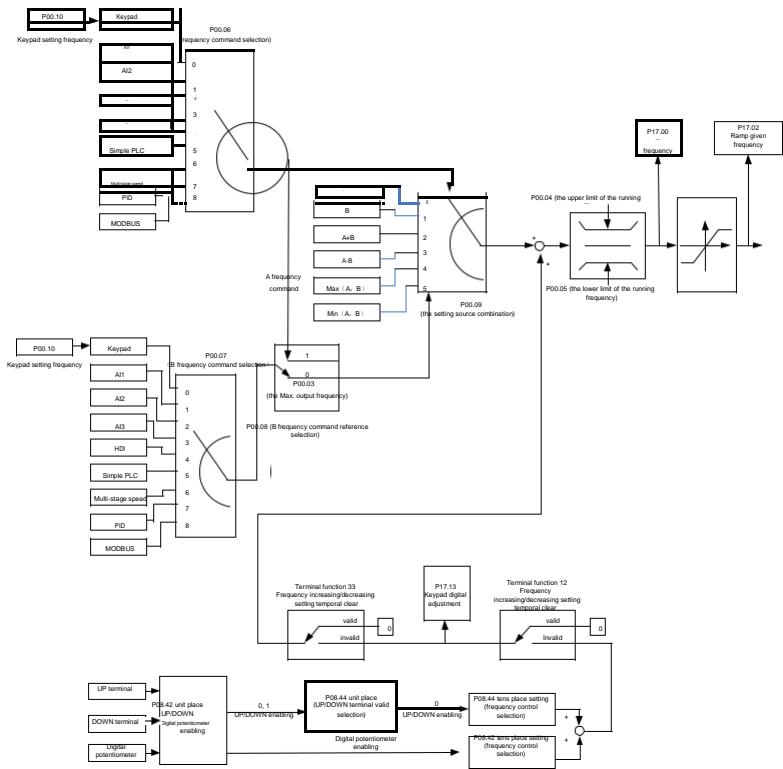 P00.10
Keypad
Keypad setting frequency
P00.06
requency command selection)
AI2
Simple PLC
PID
MODBUS
0
1
2
3
5
6
7
8
A frequency
command
B
A+B
A-B
Max（A，B）
Min（A，B）
0
1
2
3
4
5
P00.09
(the setting source combination)
+
+
P00.04 (the upper limit of the running
P00.05 (the lower limit of the running
frequency)
P17.00
frequency
P17.02
Ramp given
frequency
P00.10
Keypad
Keypad setting frequency
P00.07
(B frequency command selection)
AI1
AI2
AI3
HDI
Simple PLC
Multi-stage speed
PID
MODBUS
0
1
2
3
4
5
6
7
8
1
0
P00.03
(the Max. output frequency)
P00.08 (B frequency command reference
selection)
Terminal function 33
Frequency increasing/decreasing
setting temporal clear
valid
0
invalid
P17.13
Keypad digital
adjustment
Terminal function 12
Frequency
increasing/decreasing setting
temporal clear
valid
0
Invalid
UP terminal
DOWN terminal
Digital
potentiometer
P08.42 unit place
UP/DOWN
Digital potentiometer
enabling
0, 1
UP/DOWN enabling
P08.44 unit place
(UP/DOWN terminal valid
selection)
0
UP/DOWN enabling
Digital potentiometer
enabling
P08.44 tens place setting
(frequency control
selection)
P08.42 tens place setting
(frequency control
selection)
+
+